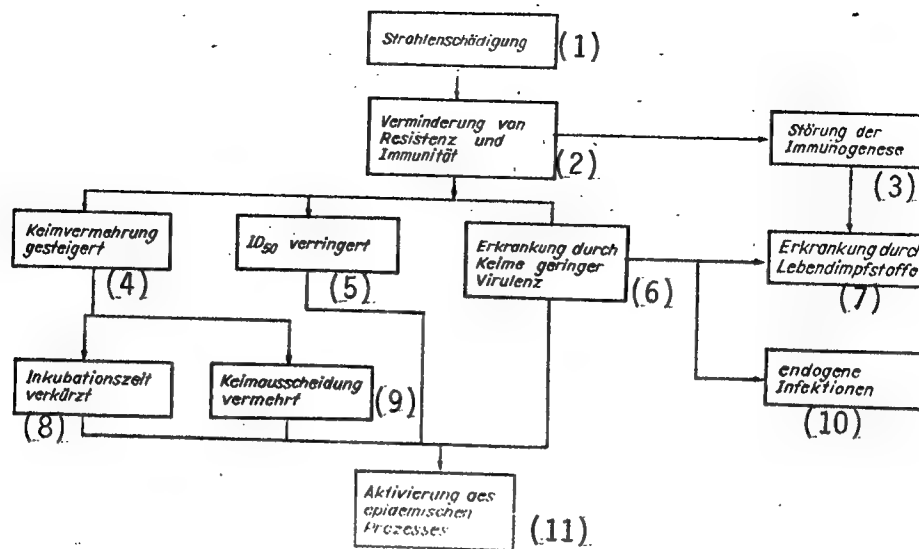 Strahlenschädigung
(1)
Verminderung von
Resistenz und
Immunität
(2)
Störung der
Immunogenese
(3)
Keimvermehrung
gesteigert
(4)
ID50 verringert
(5)
Erkrankung durch
Keime geringer
Virulenz
(6)
Erkrankung durch
Lebendimpfstoffe
(7)
Inkubationszeit
verkürzt
(8)
Keimausscheidung
vermehrt
(9)
endogene
Infektionen
(10)
Aktivierung des
epidemischen
Prozesses
(11)